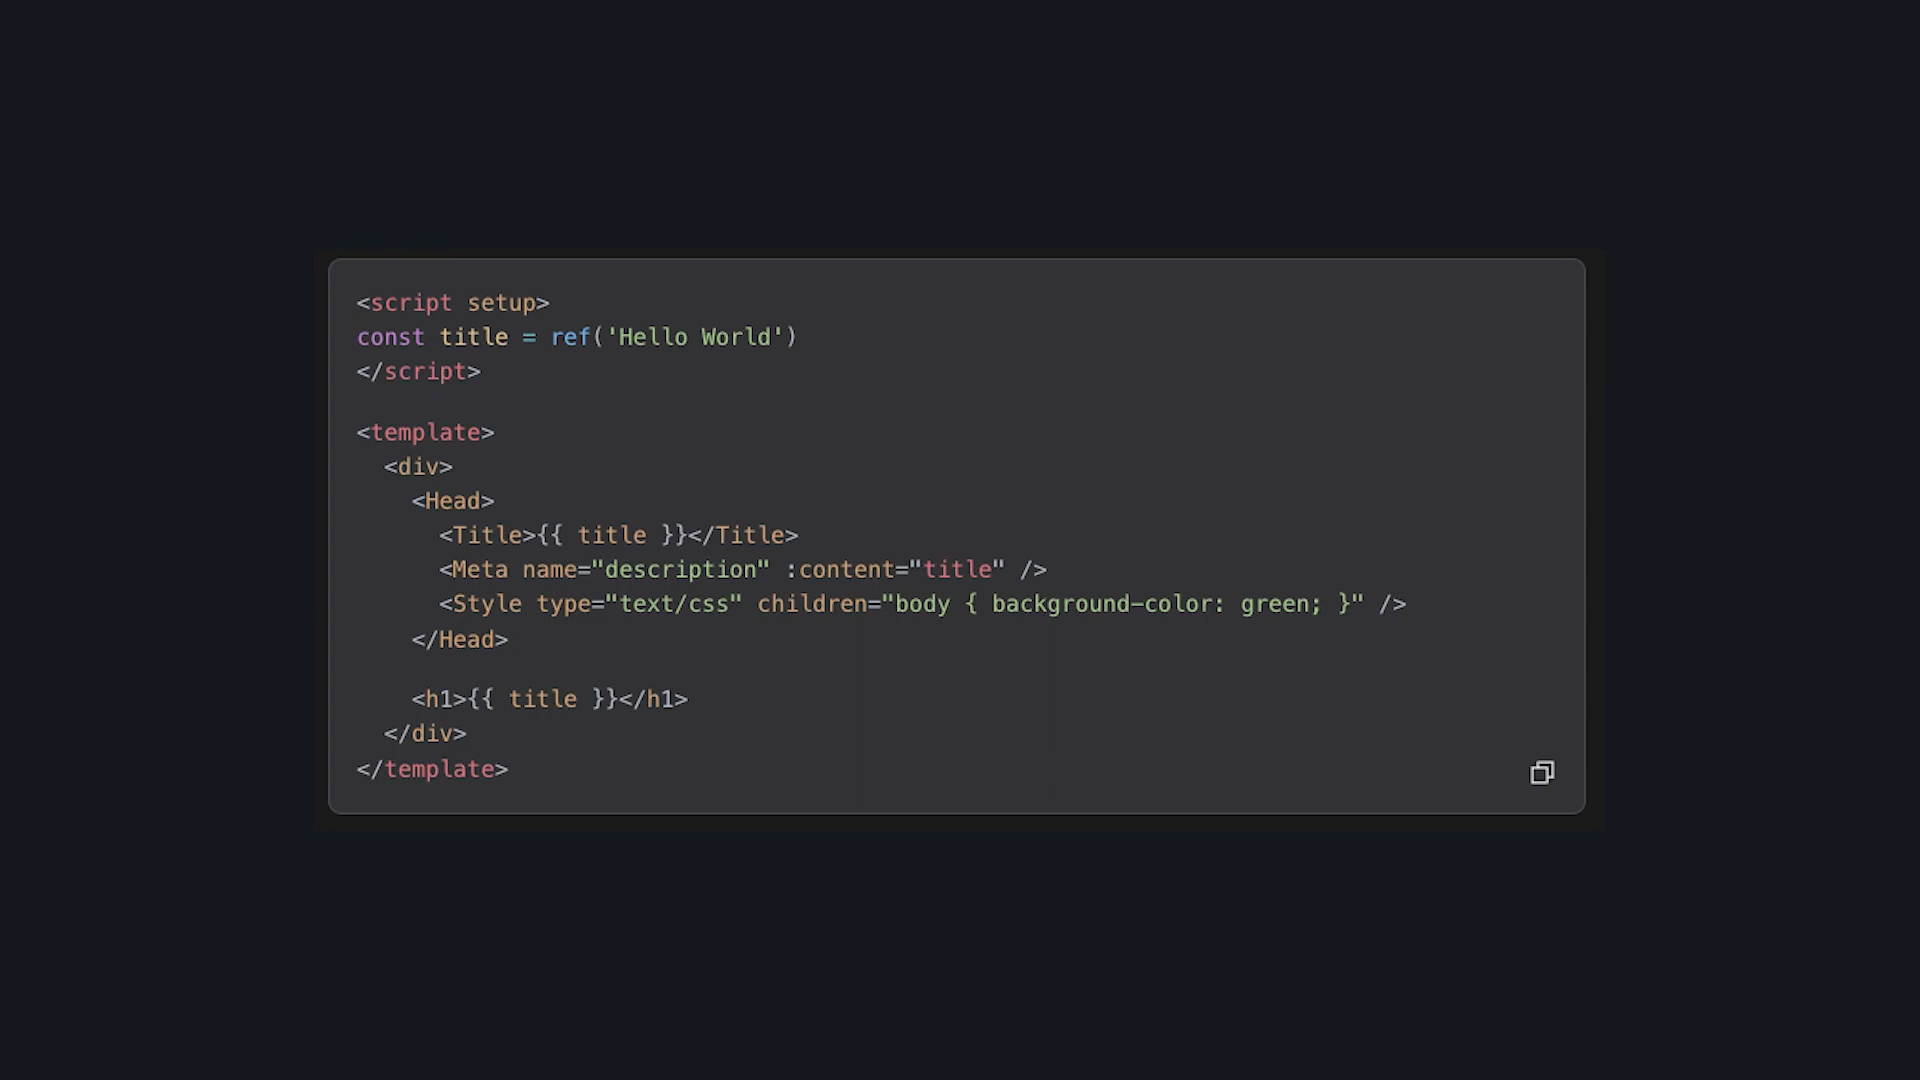 <script setup>
const title = ref('Hello World')
</script>

<template>
  <div>
    <Head>
      <Title>{{ title }}</Title>
      <Meta name="description" :content="title" />
      <Style type="text/css" children="body { background-color: green; }" />
    </Head>

    <h1>{{ title }}</h1>
  </div>
</template>